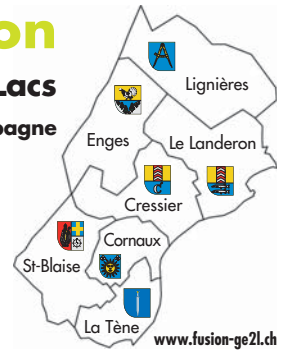 on
Lacs
pagne
Lignières
Enges
Le Landeron
Cressier
Cornaux
St-Blaise
La Tène
www.fusion-ge2l.ch